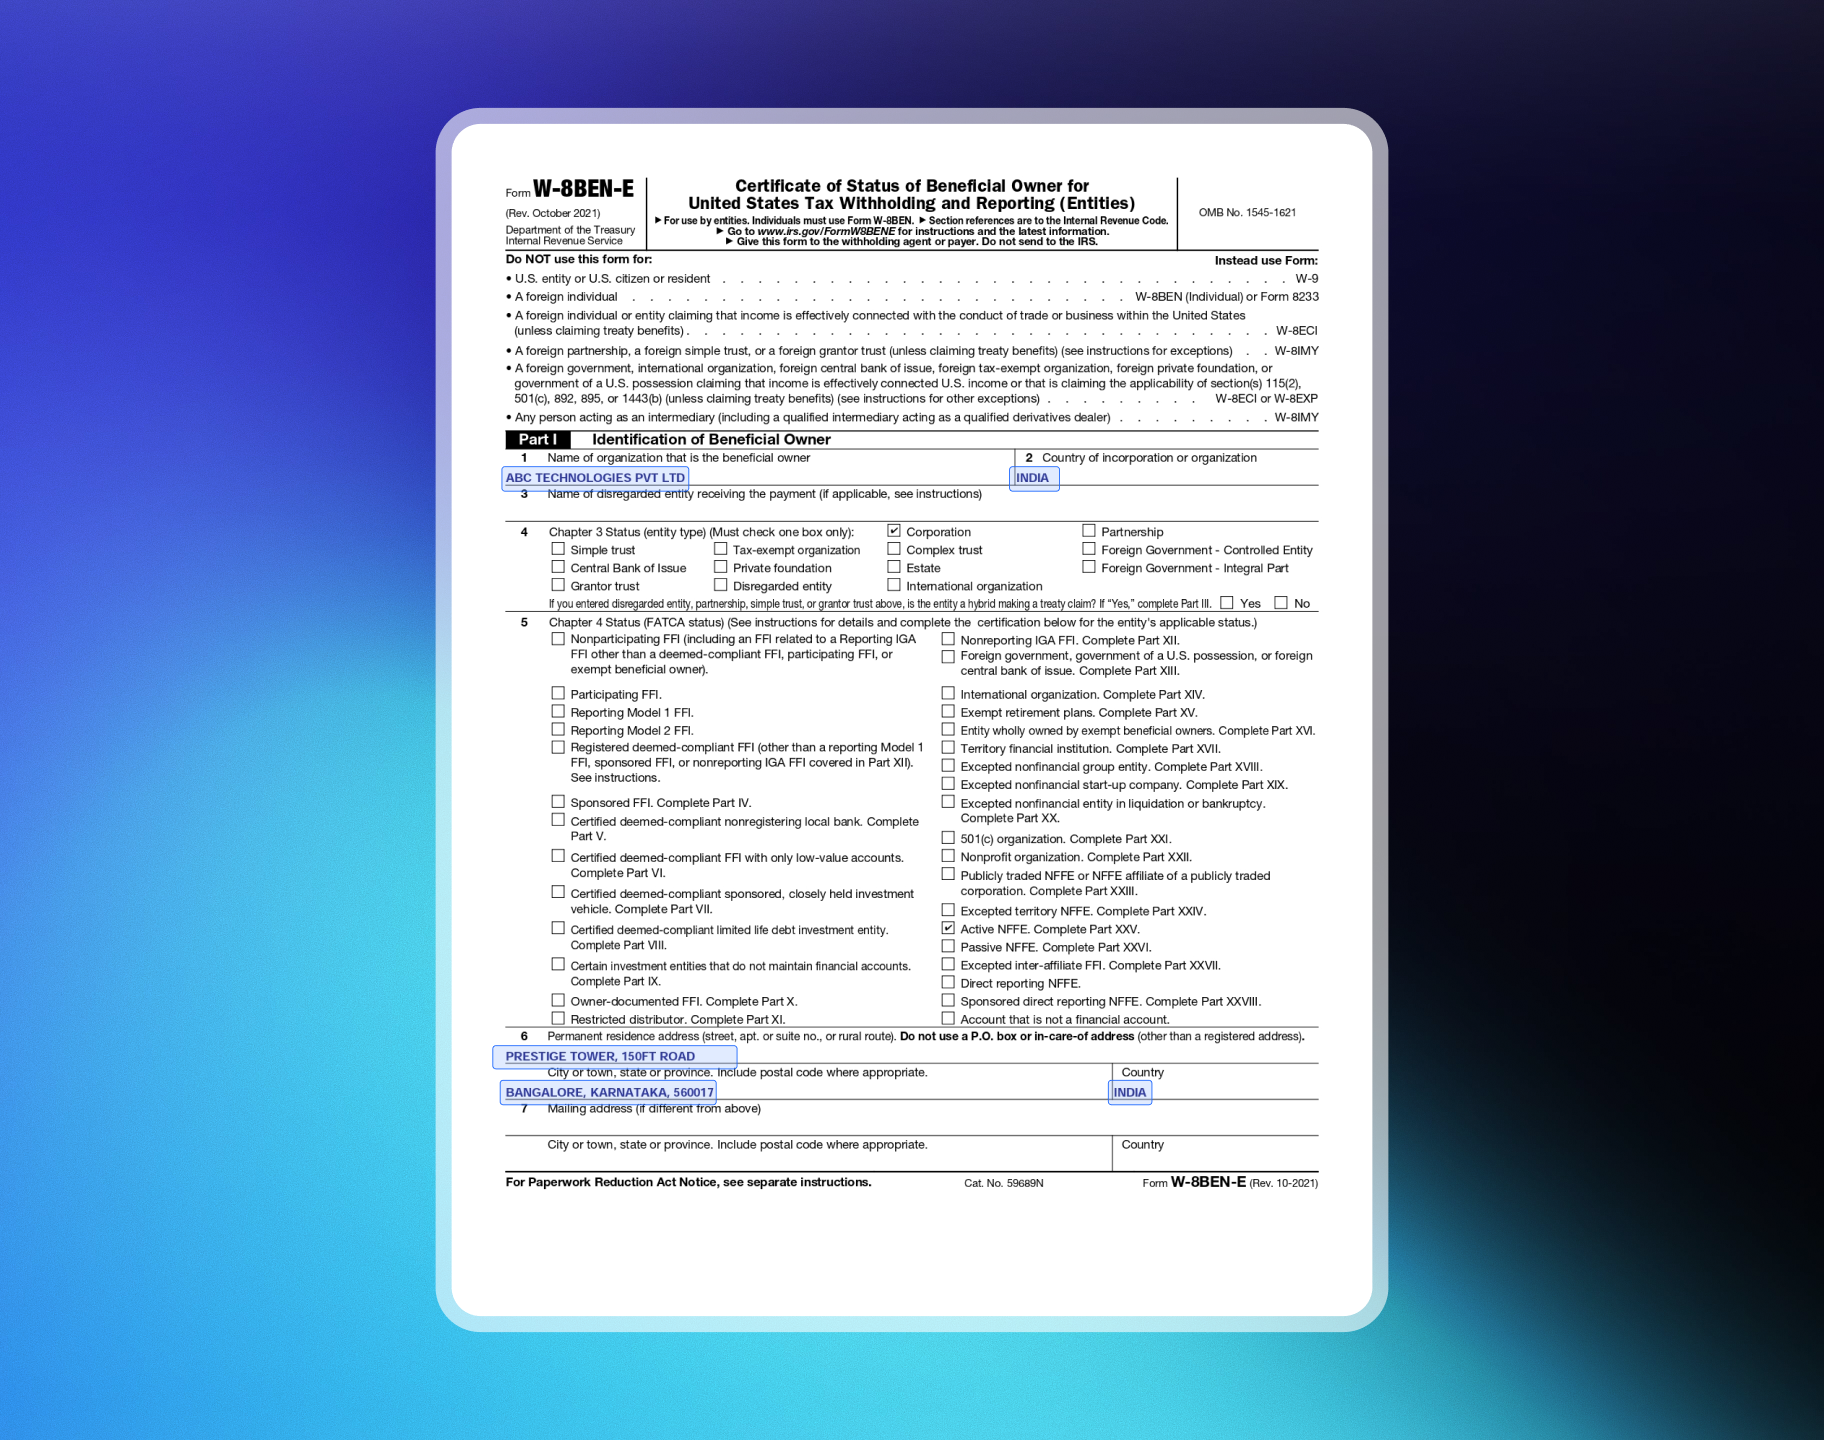 Form W-8BEN-E
(Rev. October 2021)
Department of the Treasury
Internal Revenue Service
Certificate of Status of Beneficial Owner for
United States Tax Withholding and Reporting (Entities)
▶ For use by entities. Individuals must use Form W-8BEN. ▶ Section references are to the Internal Revenue Code.
▶ Go to www.irs.gov/FormW8BENE for instructions and the latest information.
▶ Give this form to the withholding agent or payer. Do not send to the IRS.
OMB No. 1545-1621
Do NOT use this form for: Instead use Form:
• U.S. entity or U.S. citizen or resident . . . . . . . . . . . . . . . . . . . . . . . . . . . . . . . . W-9
• A foreign individual . . . . . . . . . . . . . . . . . . . . . . . . . . . . W-8BEN (Individual) or Form 8233
• A foreign individual or entity claiming that income is effectively connected with the conduct of trade or business within the United States
(unless claiming treaty benefits) . . . . . . . . . . . . . . . . . . . . . . . . . . . . . . . . . W-8ECI
• A foreign partnership, a foreign simple trust, or a foreign grantor trust (unless claiming treaty benefits) (see instructions for exceptions) . . W-8IMY
• A foreign government, international organization, foreign central bank of issue, foreign tax-exempt organization, foreign private foundation, or
government of a U.S. possession claiming that income is effectively connected U.S. income or that is claiming the applicability of section(s) 115(2),
501(c), 892, 895, or 1443(b) (unless claiming treaty benefits) (see instructions for other exceptions) . . . . . . . . . W-8ECI or W-8EXP
• Any person acting as an intermediary (including a qualified intermediary acting as a qualified derivatives dealer) . . . . . . . . . W-8IMY
Part I Identification of Beneficial Owner
1 Name of organization that is the beneficial owner
2 Country of incorporation or organization
ABC TECHNOLOGIES PVT LTD
INDIA
3 Name of disregarded entity receiving the payment (if applicable, see instructions)
4 Chapter 3 Status (entity type) (Must check one box only): ✔ Corporation Partnership
Simple trust Tax-exempt organization Complex trust Foreign Government - Controlled Entity
Central Bank of Issue Private foundation Estate Foreign Government - Integral Part
Grantor trust Disregarded entity International organization
If you entered disregarded entity, partnership, simple trust, or grantor trust above, is the entity a hybrid making a treaty claim? If “Yes,” complete Part III. Yes No
5 Chapter 4 Status (FATCA status) (See instructions for details and complete the certification below for the entity's applicable status.)
Nonparticipating FFI (including an FFI related to a Reporting IGA
FFI other than a deemed-compliant FFI, participating FFI, or
exempt beneficial owner).
Participating FFI.
Reporting Model 1 FFI.
Reporting Model 2 FFI.
Registered deemed-compliant FFI (other than a reporting Model 1
FFI, sponsored FFI, or nonreporting IGA FFI covered in Part XII).
See instructions.
Sponsored FFI. Complete Part IV.
Certified deemed-compliant nonregistering local bank. Complete
Part V.
Certified deemed-compliant FFI with only low-value accounts.
Complete Part VI.
Certified deemed-compliant sponsored, closely held investment
vehicle. Complete Part VII.
Certified deemed-compliant limited life debt investment entity.
Complete Part VIII.
Certain investment entities that do not maintain financial accounts.
Complete Part IX.
Owner-documented FFI. Complete Part X.
Restricted distributor. Complete Part XI.
Nonreporting IGA FFI. Complete Part XII.
Foreign government, government of a U.S. possession, or foreign
central bank of issue. Complete Part XIII.
International organization. Complete Part XIV.
Exempt retirement plans. Complete Part XV.
Entity wholly owned by exempt beneficial owners. Complete Part XVI.
Territory financial institution. Complete Part XVII.
Excepted nonfinancial group entity. Complete Part XVIII.
Excepted nonfinancial start-up company. Complete Part XIX.
Excepted nonfinancial entity in liquidation or bankruptcy.
Complete Part XX.
501(c) organization. Complete Part XXI.
Nonprofit organization. Complete Part XXII.
Publicly traded NFFE or NFFE affiliate of a publicly traded
corporation. Complete Part XXIII.
Excepted territory NFFE. Complete Part XXIV.
✔ Active NFFE. Complete Part XXV.
Passive NFFE. Complete Part XXVI.
Excepted inter-affiliate FFI. Complete Part XXVII.
Direct reporting NFFE.
Sponsored direct reporting NFFE. Complete Part XXVIII.
Account that is not a financial account.
6 Permanent residence address (street, apt. or suite no., or rural route). Do not use a P.O. box or in-care-of address (other than a registered address).
PRESTIGE TOWER, 150FT ROAD
City or town, state or province. Include postal code where appropriate. Country
BANGALORE, KARNATAKA, 560017 INDIA
7 Mailing address (if different from above)
City or town, state or province. Include postal code where appropriate. Country
For Paperwork Reduction Act Notice, see separate instructions. Cat. No. 59689N Form W-8BEN-E (Rev. 10-2021)